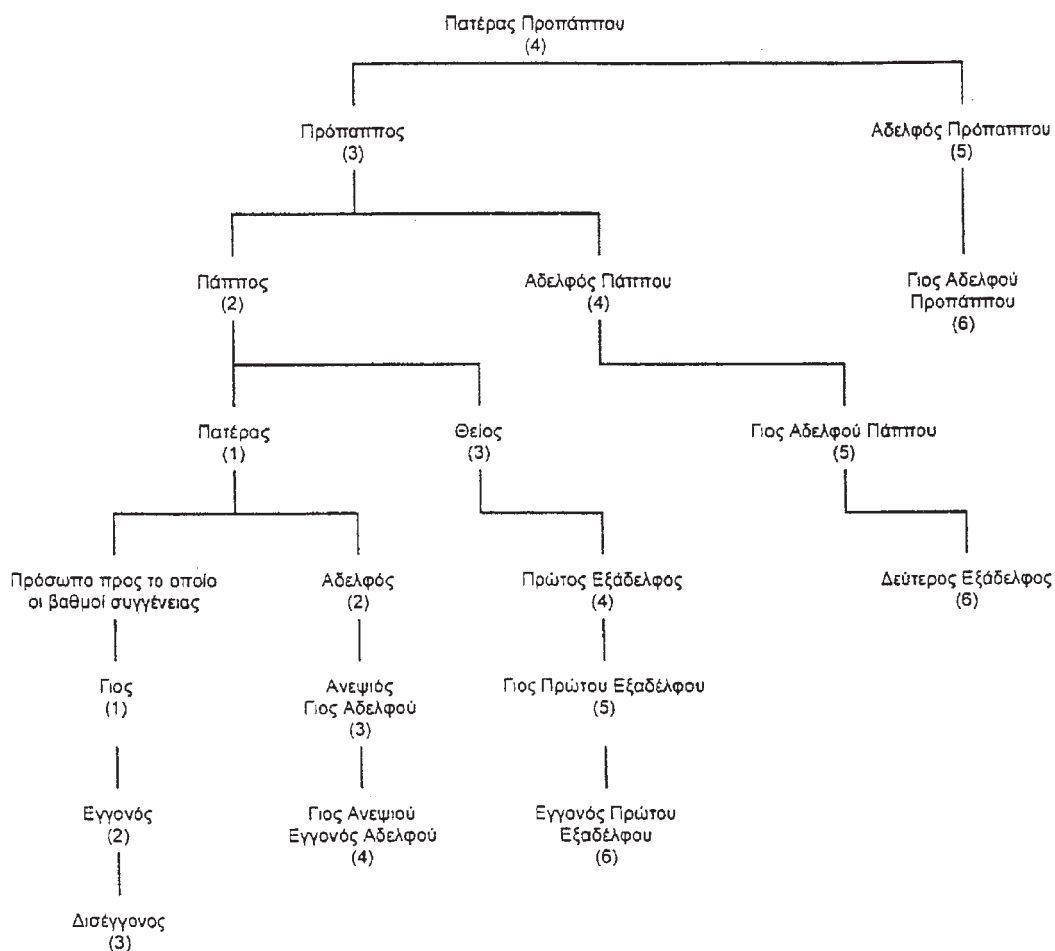 Πατέρας Προπάππου
(4)
Πρόπαππος
(3)
Αδελφός Πρόπαππου
(5)
Πάππος
(2)
Αδελφός Πάππου
(4)
Γιος Αδελφού
Προπάππου
(6)
Πατέρας
(1)
Θείος
(3)
Γιος Αδελφού Πάππου
(5)
Πρόσωπο προς το οποίο
οι βαθμοί συγγένειας
Αδελφός
(2)
Πρώτος Εξάδελφος
(4)
Δεύτερος Εξάδελφος
(6)
Γιος
(1)
Ανεψιός
Γιος Αδελφού
(3)
Γιος Πρώτου Εξαδέλφου
(5)
Εγγονός
(2)
Γιος Ανεψιού
Εγγονός Αδελφού
(4)
Εγγονός Πρώτου
Εξαδέλφου
(6)
Δισέγγονος
(3)